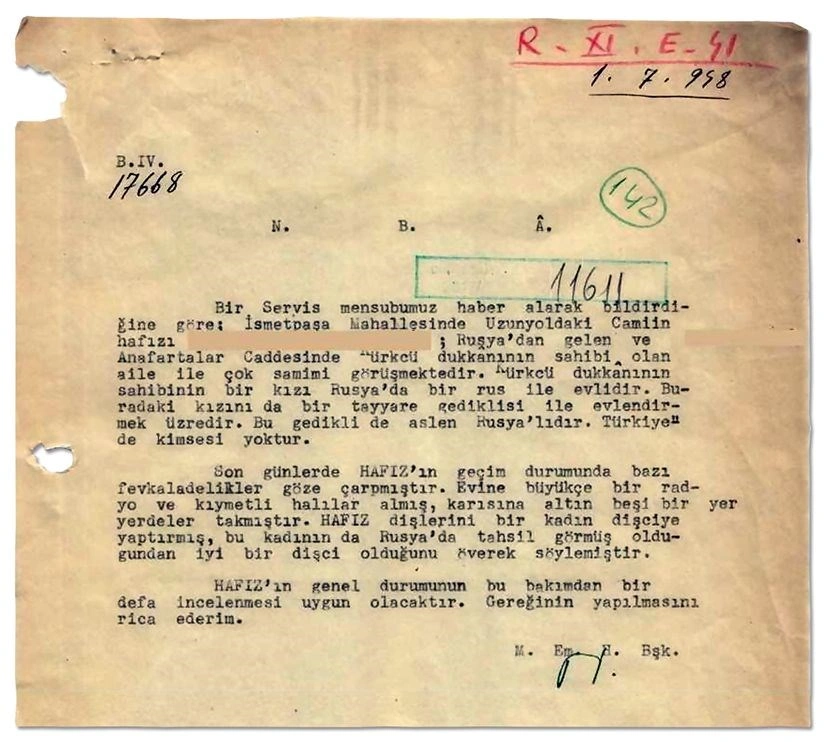 R - XI. E - 41
1. 7. 948
B.IV.
17668
142
N. B. Â.
11611
Bir Servis mensubumuz haber alarak bildirdi-
ğine göre; İsmetpaşa Mahallesinde Uzunyoldaki Camiin
hafızı ; Rusya'dan gelen ve
Anafartalar Caddesinde Kürkcü dukkanının sahibi olan
aile ile çok samimi görüşmektedir. Kürkcü dukkanının
sahibinin bir kızı Rusya'da bir rus ile evlidir. Bu-
radaki kızını da bir tayyare gediklisi ile evlendir-
mek üzredir. Bu gedikli de aslen Rusya'lıdır. Türkiye"
de kimsesi yoktur.
Son günlerde HAFIZ'ın geçim durumunda bazı
fevkaladelikler göze çarpmıştır. Evine büyükçe bir rad-
yo ve kıymetli halılar almış, karısına altın beşi bir yer
yerdeler takmıştır. HAFIZ dişlerini bir kadın dişciye
yaptırmış, bu kadının da Rusya'da tahsil görmüş oldu-
gundan iyi bir dişci olduğunu överek söylemiştir.
HAFIZ'ın genel durumunun bu bakımdan bir
defa incelenmesi uygun olacaktır. Gereğinin yapılmasını
rica ederim.
M. Em. H. Bşk.